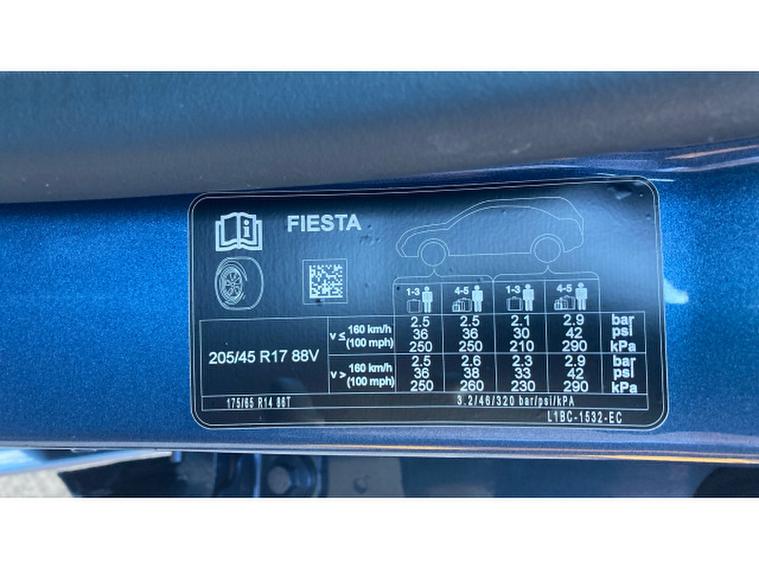 FIESTA
1-3 4-5 1-3 4-5
205/45 R17 88V
v ≤ 160 km/h (100 mph)
2.5 2.5 2.1 2.9 bar
36 36 30 42 psi
250 250 210 290 kPa
v > 160 km/h (100 mph)
2.5 2.6 2.3 2.9 bar
36 38 33 42 psi
250 260 230 290 kPa
175/65 R14 86T 3.2/46/320 bar/psi/kPA
L1BC-1532-EC